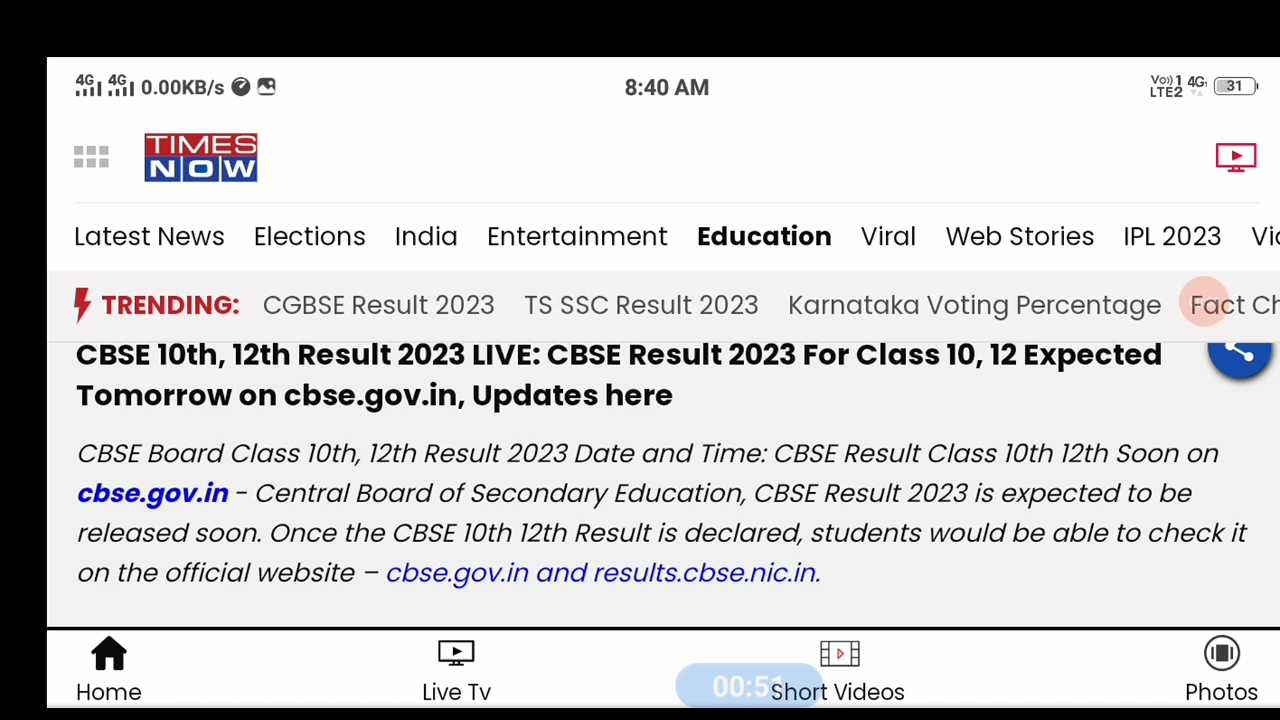 4G 4G 0.00KB/s 8:40 AM Vo)) 1 LTE2 4G 31
TIMES
NOW
Latest News Elections India Entertainment Education Viral Web Stories IPL 2023
TRENDING: CGBSE Result 2023 TS SSC Result 2023 Karnataka Voting Percentage Fact
CBSE 10th, 12th Result 2023 LIVE: CBSE Result 2023 For Class 10, 12 Expected
Tomorrow on cbse.gov.in, Updates here
CBSE Board Class 10th, 12th Result 2023 Date and Time: CBSE Result Class 10th 12th Soon on
cbse.gov.in - Central Board of Secondary Education, CBSE Result 2023 is expected to be
released soon. Once the CBSE 10th 12th Result is declared, students would be able to check it
on the official website – cbse.gov.in and results.cbse.nic.in.
Home Live Tv 00:51 Short Videos Photos